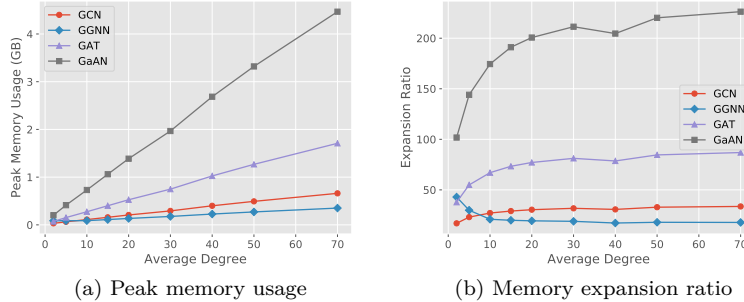 GCN
GGNN
GAT
GaAN
Peak Memory Usage (GB)
4
3
2
1
0
0 10 20 30 40 50 60 70
Average Degree
(a) Peak memory usage
GCN
GGNN
GAT
GaAN
Expansion Ratio
200
150
100
50
0 10 20 30 40 50 60 70
Average Degree
(b) Memory expansion ratio